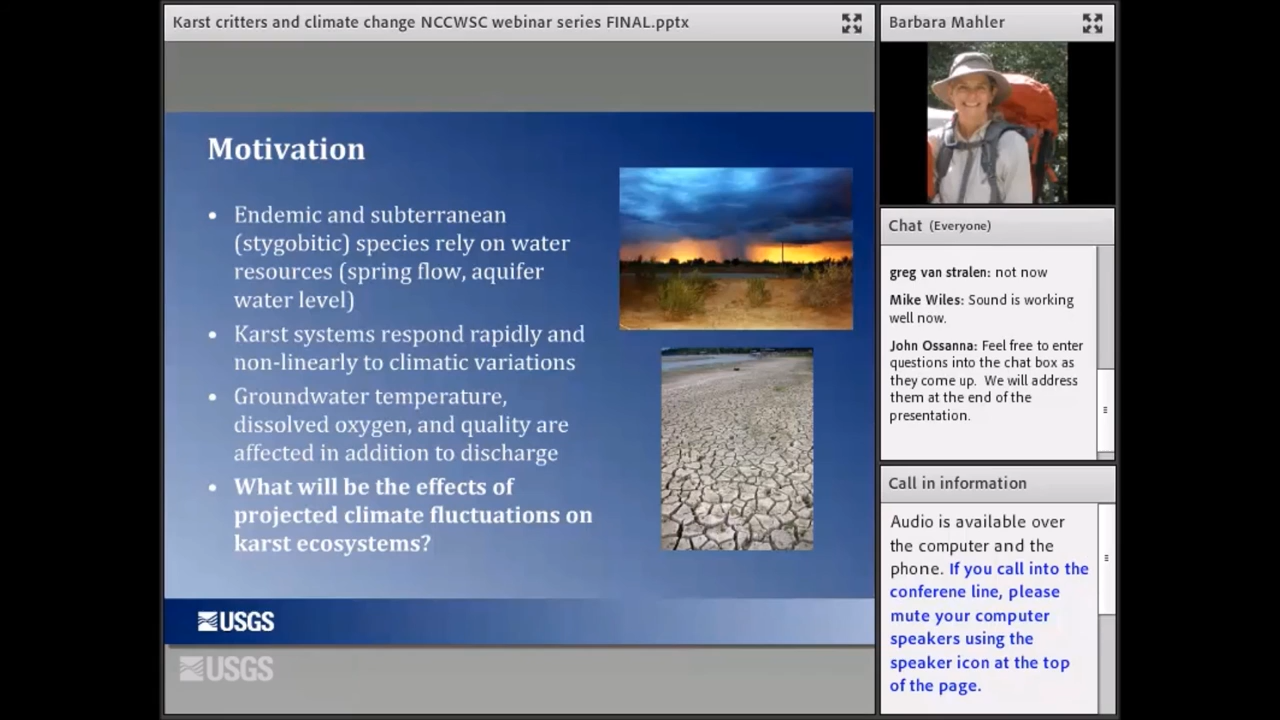 Karst critters and climate change NCCWSC webinar series FINAL.pptx
Motivation
• Endemic and subterranean
(stygobitic) species rely on water
resources (spring flow, aquifer
water level)
• Karst systems respond rapidly and
non-linearly to climatic variations
• Groundwater temperature,
dissolved oxygen, and quality are
affected in addition to discharge
• What will be the effects of
projected climate fluctuations on
karst ecosystems?
USGS
USGS
Barbara Mahler
Chat (Everyone)
greg van stralen: not now
Mike Wiles: Sound is working
well now.
John Ossanna: Feel free to enter
questions into the chat box as
they come up. We will address
them at the end of the
presentation.
Call in information
Audio is available over
the computer and the
phone. If you call into the
conferene line, please
mute your computer
speakers using the
speaker icon at the top
of the page.